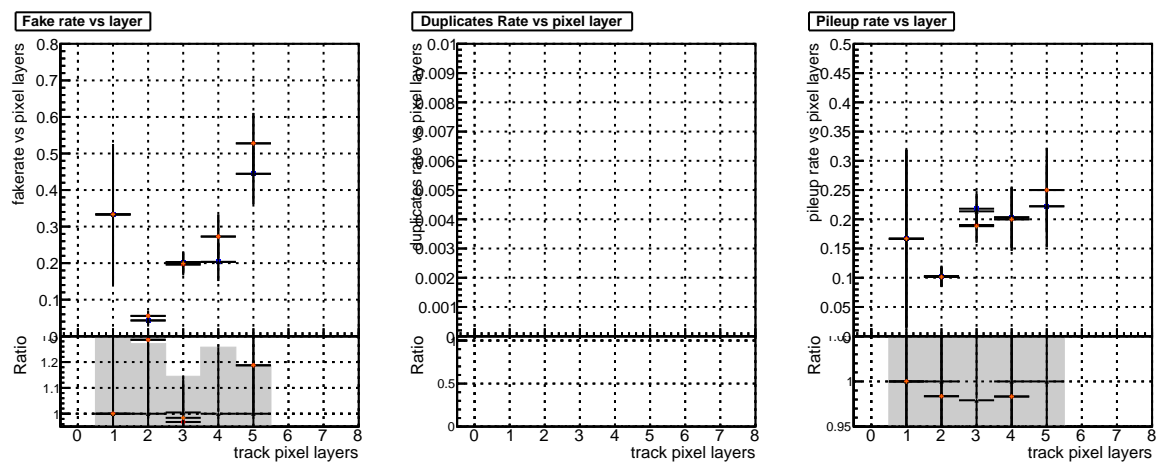 Fake rate vs layer
fakerate vs pixel layers
0.8
0.7
0.6
0.5
0.4
0.3
0.2
0.1
0
Ratio
1.2
1.1
1
0 1 2 3 4 5 6 7 8
track pixel layers
Duplicates Rate vs pixel layer
duplicates rate vs pixel layers
0.01
0.009
0.008
0.007
0.006
0.005
0.004
0.003
0.002
0.001
0
Ratio
1
0.5
0
0 1 2 3 4 5 6 7 8
track pixel layers
Pileup rate vs layer
pileup rate vs pixel layers
0.5
0.45
0.4
0.35
0.3
0.25
0.2
0.15
0.1
0.05
0
Ratio
1
0.95
0 1 2 3 4 5 6 7 8
track pixel layers